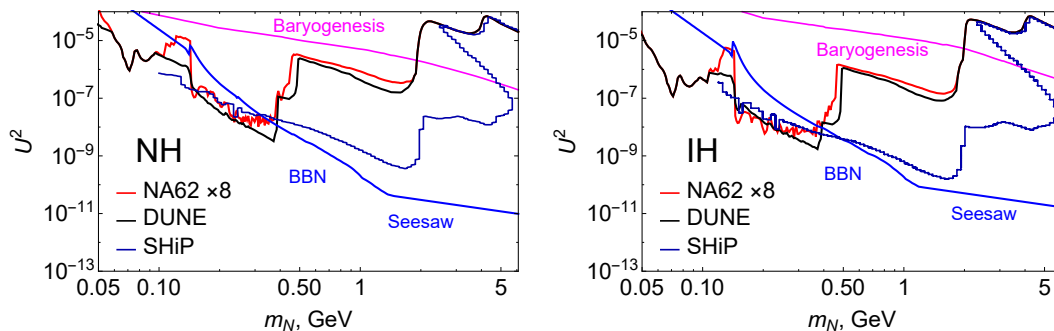 Baryogenesis
NH
BBN
Seesaw
NA62 ×8
DUNE
SHiP
U²
10⁻⁵
10⁻⁷
10⁻⁹
10⁻¹¹
10⁻¹³
0.05 0.10 0.50 1 5
m_N, GeV
Baryogenesis
IH
BBN
Seesaw
NA62 ×8
DUNE
SHiP
U²
10⁻⁵
10⁻⁷
10⁻⁹
10⁻¹¹
10⁻¹³
0.05 0.10 0.50 1 5
m_N, GeV